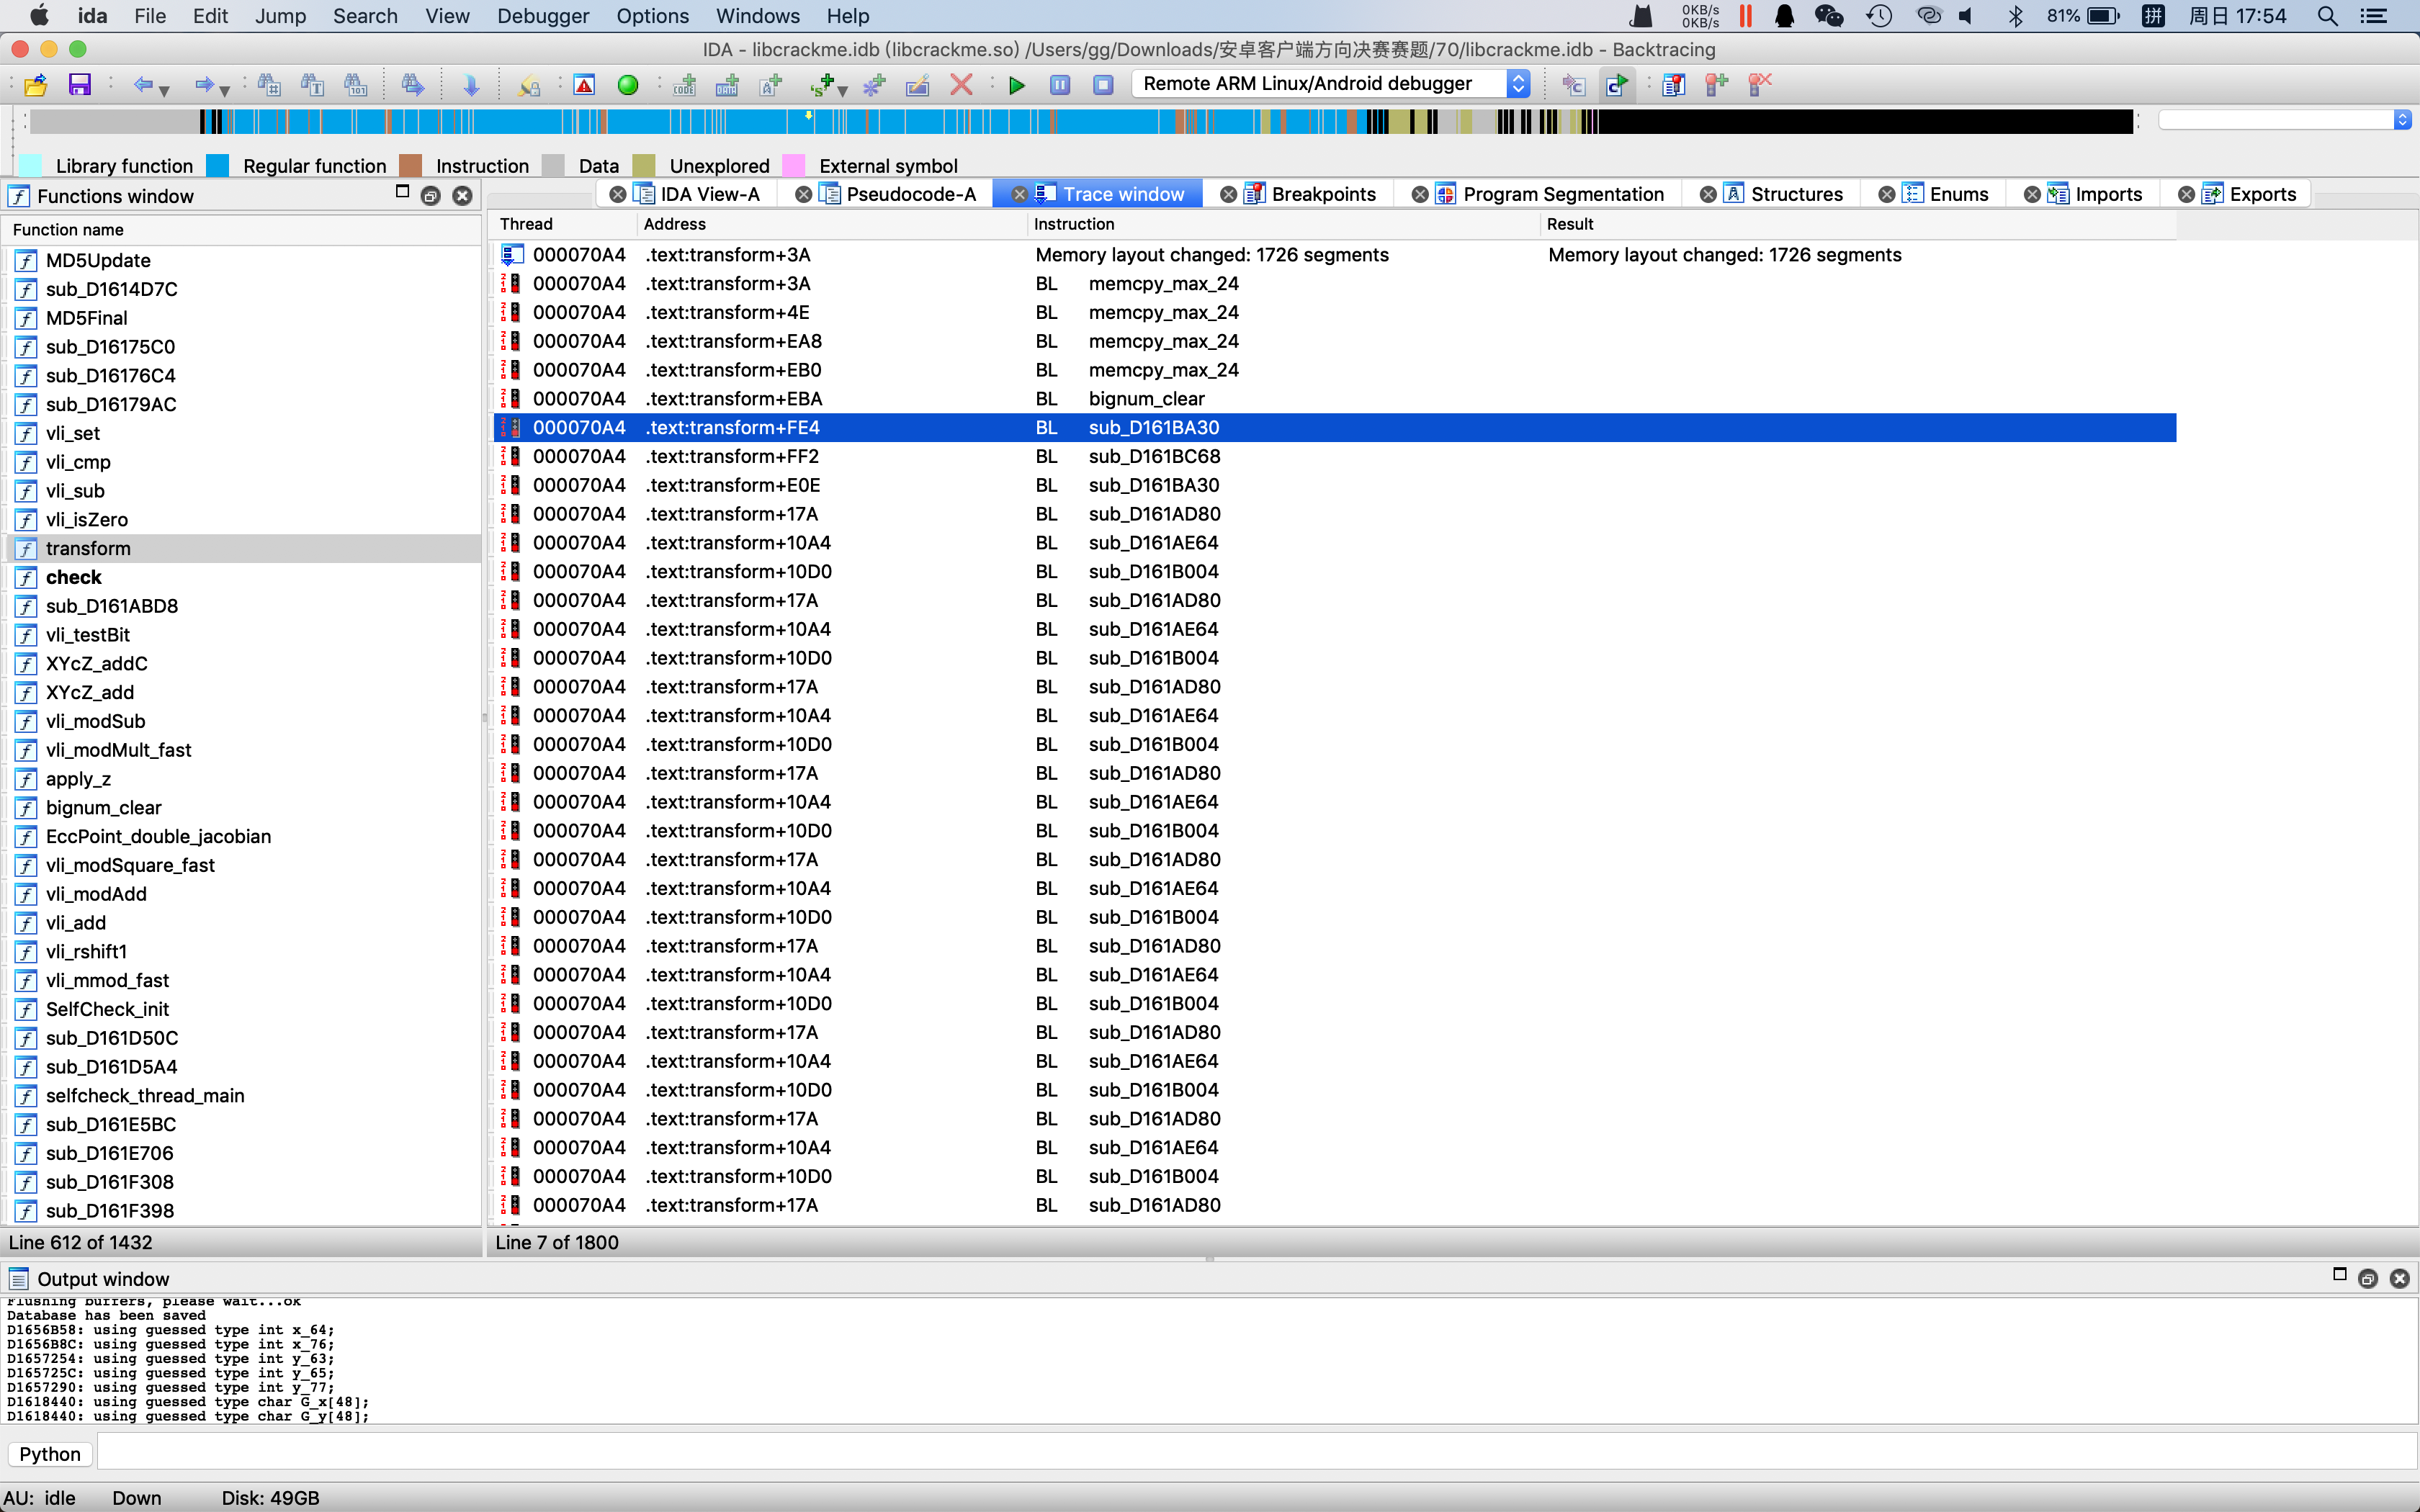 ida File Edit Jump Search View Debugger Options Windows Help 0KB/s 0KB/s 81% 拼 周日 17:54
IDA - libcrackme.idb (libcrackme.so) /Users/gg/Downloads/安卓客户端方向决赛赛题/70/libcrackme.idb - Backtracing
Remote ARM Linux/Android debugger
Library function Regular function Instruction Data Unexplored External symbol
Functions window
IDA View-A Pseudocode-A Trace window Breakpoints Program Segmentation Structures Enums Imports Exports
Function name
MD5Update
sub_D1614D7C
MD5Final
sub_D16175C0
sub_D16176C4
sub_D16179AC
vli_set
vli_cmp
vli_sub
vli_isZero
transform
check
sub_D161ABD8
vli_testBit
XYcZ_addC
XYcZ_add
vli_modSub
vli_modMult_fast
apply_z
bignum_clear
EccPoint_double_jacobian
vli_modSquare_fast
vli_modAdd
vli_add
vli_rshift1
vli_mmod_fast
SelfCheck_init
sub_D161D50C
sub_D161D5A4
selfcheck_thread_main
sub_D161E5BC
sub_D161E706
sub_D161F308
sub_D161F398
Line 612 of 1432
Thread Address Instruction Result
000070A4 .text:transform+3A Memory layout changed: 1726 segments Memory layout changed: 1726 segments
000070A4 .text:transform+3A BL memcpy_max_24
000070A4 .text:transform+4E BL memcpy_max_24
000070A4 .text:transform+EA8 BL memcpy_max_24
000070A4 .text:transform+EB0 BL memcpy_max_24
000070A4 .text:transform+EBA BL bignum_clear
000070A4 .text:transform+FE4 BL sub_D161BA30
000070A4 .text:transform+FF2 BL sub_D161BC68
000070A4 .text:transform+E0E BL sub_D161BA30
000070A4 .text:transform+17A BL sub_D161AD80
000070A4 .text:transform+10A4 BL sub_D161AE64
000070A4 .text:transform+10D0 BL sub_D161B004
000070A4 .text:transform+17A BL sub_D161AD80
000070A4 .text:transform+10A4 BL sub_D161AE64
000070A4 .text:transform+10D0 BL sub_D161B004
000070A4 .text:transform+17A BL sub_D161AD80
000070A4 .text:transform+10A4 BL sub_D161AE64
000070A4 .text:transform+10D0 BL sub_D161B004
000070A4 .text:transform+17A BL sub_D161AD80
000070A4 .text:transform+10A4 BL sub_D161AE64
000070A4 .text:transform+10D0 BL sub_D161B004
000070A4 .text:transform+17A BL sub_D161AD80
000070A4 .text:transform+10A4 BL sub_D161AE64
000070A4 .text:transform+10D0 BL sub_D161B004
000070A4 .text:transform+17A BL sub_D161AD80
000070A4 .text:transform+10A4 BL sub_D161AE64
000070A4 .text:transform+10D0 BL sub_D161B004
000070A4 .text:transform+17A BL sub_D161AD80
000070A4 .text:transform+10A4 BL sub_D161AE64
000070A4 .text:transform+10D0 BL sub_D161B004
000070A4 .text:transform+17A BL sub_D161AD80
000070A4 .text:transform+10A4 BL sub_D161AE64
000070A4 .text:transform+10D0 BL sub_D161B004
000070A4 .text:transform+17A BL sub_D161AD80
Line 7 of 1800
Output window
Flushing buffers, please wait...ok
Database has been saved
D1656B58: using guessed type int x_64;
D1656B8C: using guessed type int x_76;
D1657254: using guessed type int y_63;
D165725C: using guessed type int y_65;
D1657290: using guessed type int y_77;
D1618440: using guessed type char G_x[48];
D1618440: using guessed type char G_y[48];
Python
AU: idle Down Disk: 49GB